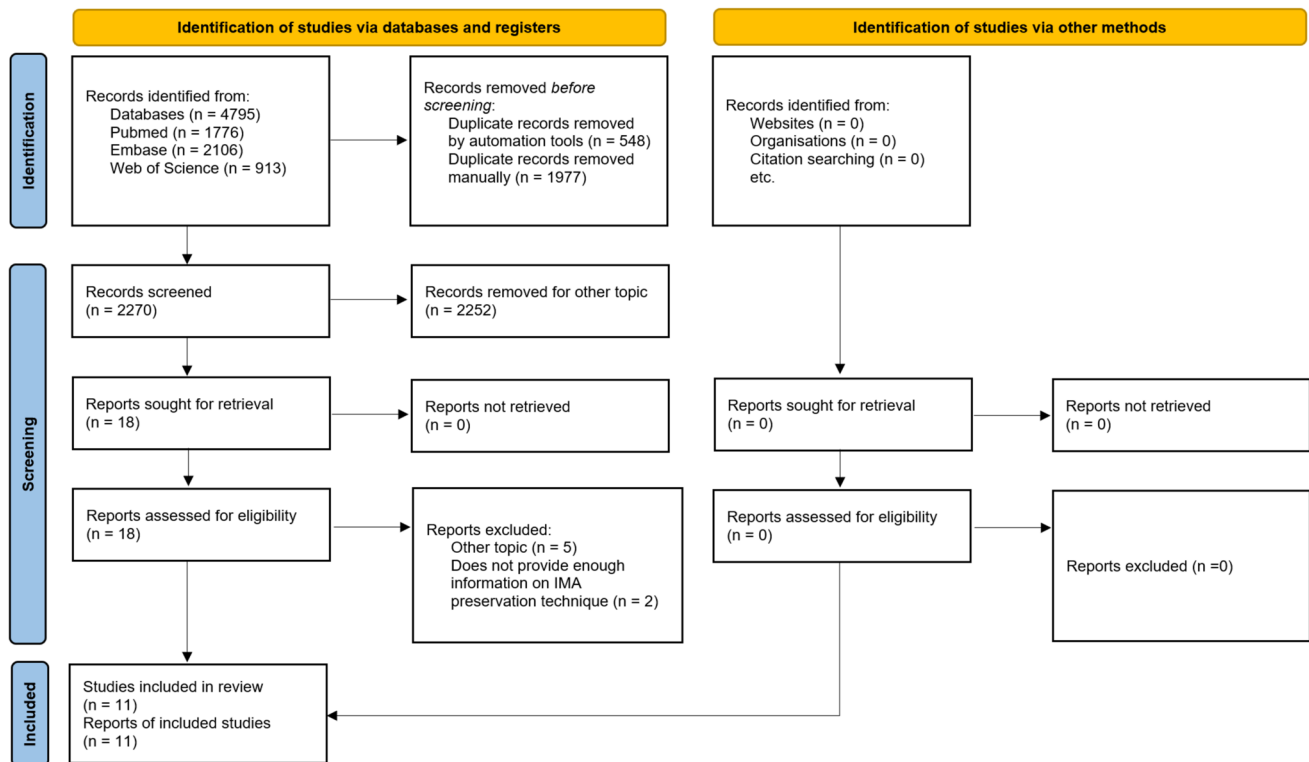 Identification of studies via databases and registers
Identification of studies via other methods
Identification
Records identified from:
Databases (n = 4795)
Pubmed (n = 1776)
Embase (n = 2106)
Web of Science (n = 913)
Records removed before
screening:
Duplicate records removed
by automation tools (n = 548)
Duplicate records removed
manually (n = 1977)
Records identified from:
Websites (n = 0)
Organisations (n = 0)
Citation searching (n = 0)
etc.
Screening
Records screened
(n = 2270)
Records removed for other topic
(n = 2252)
Reports sought for retrieval
(n = 18)
Reports not retrieved
(n = 0)
Reports sought for retrieval
(n = 0)
Reports not retrieved
(n = 0)
Reports assessed for eligibility
(n = 18)
Reports excluded:
Other topic (n = 5)
Does not provide enough
information on IMA
preservation technique (n = 2)
Reports assessed for eligibility
(n = 0)
Reports excluded (n =0)
Included
Studies included in review
(n = 11)
Reports of included studies
(n = 11)